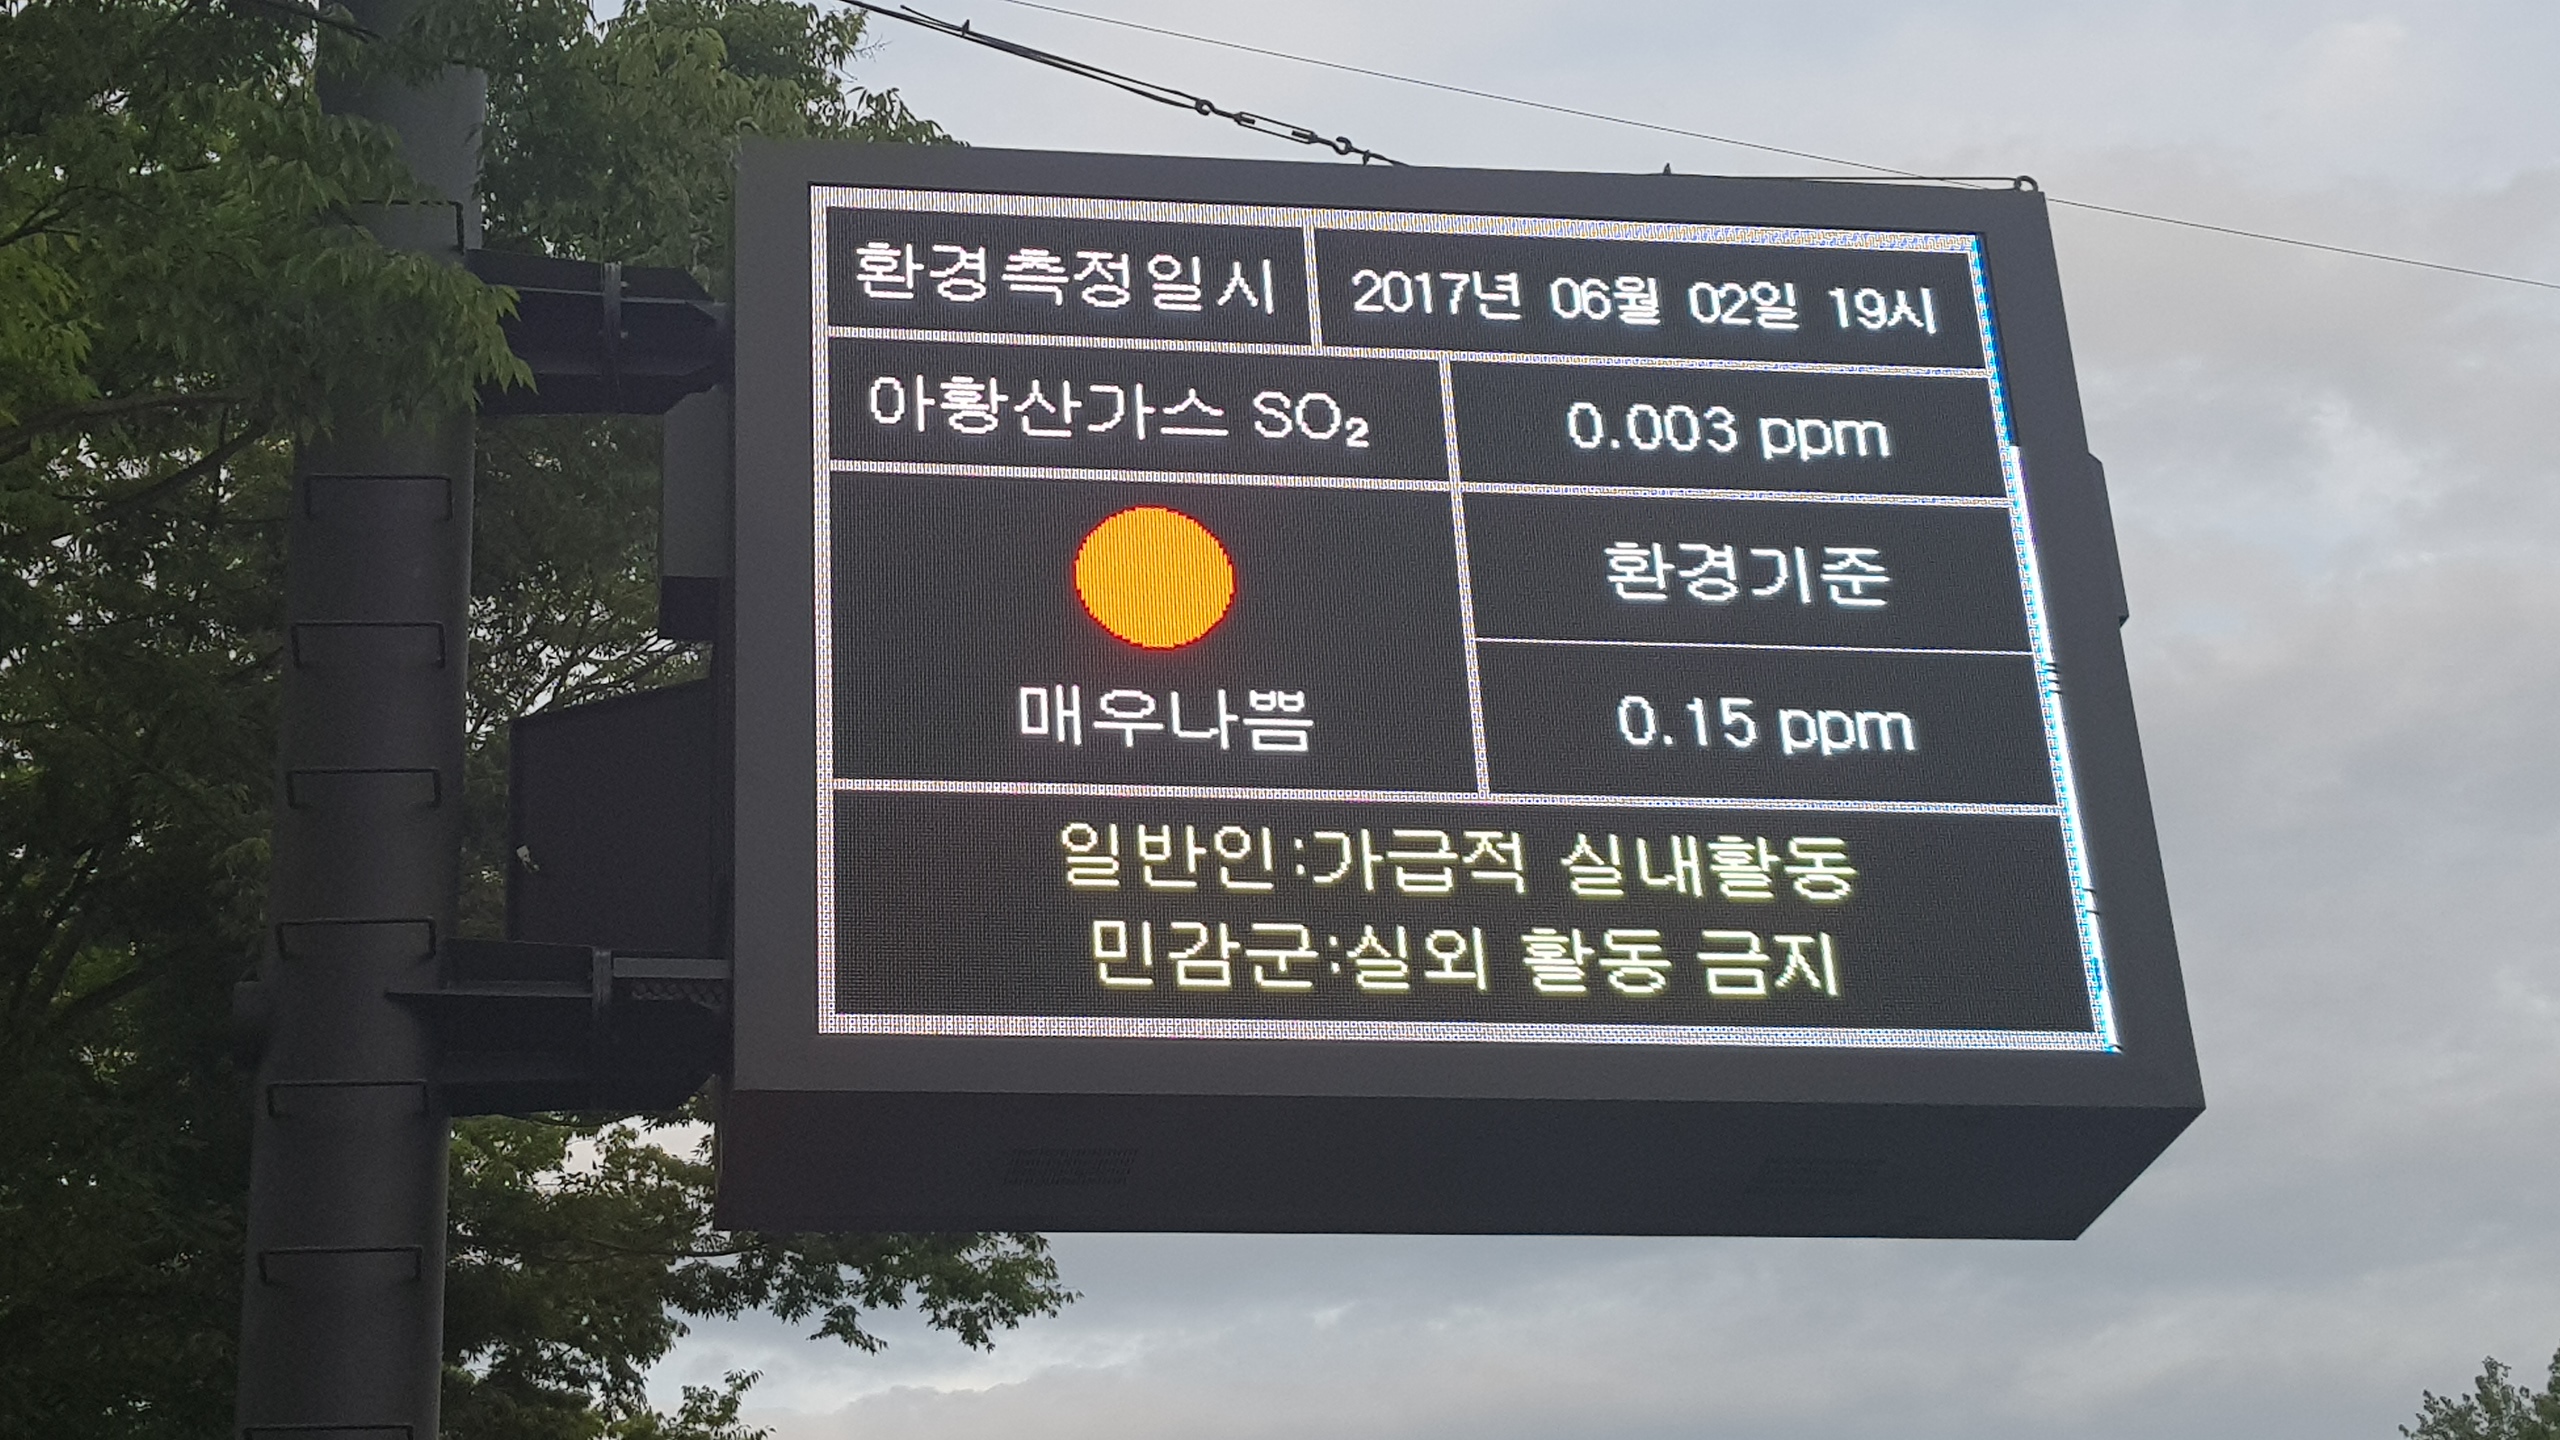 환경측정일시
2017년 06월 02일 19시
아황산가스 SO₂
0.003 ppm
매우나쁨
환경기준
0.15 ppm
일반인:가급적 실내활동
민감군:실외 활동 금지